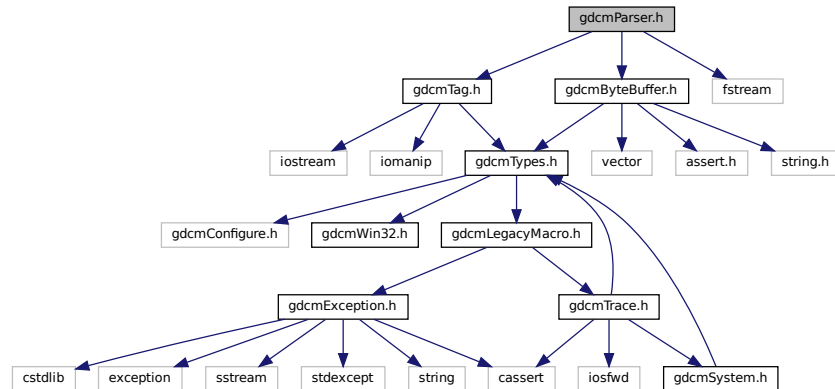 gdcmParser.h
gdcmTag.h
gdcmByteBuffer.h
fstream
iostream
iomanip
gdcmTypes.h
vector
assert.h
string.h
gdcmConfigure.h
gdcmWin32.h
gdcmLegacyMacro.h
gdcmException.h
gdcmTrace.h
cstdlib
exception
sstream
stdexcept
string
cassert
iosfwd
gdcmSystem.h